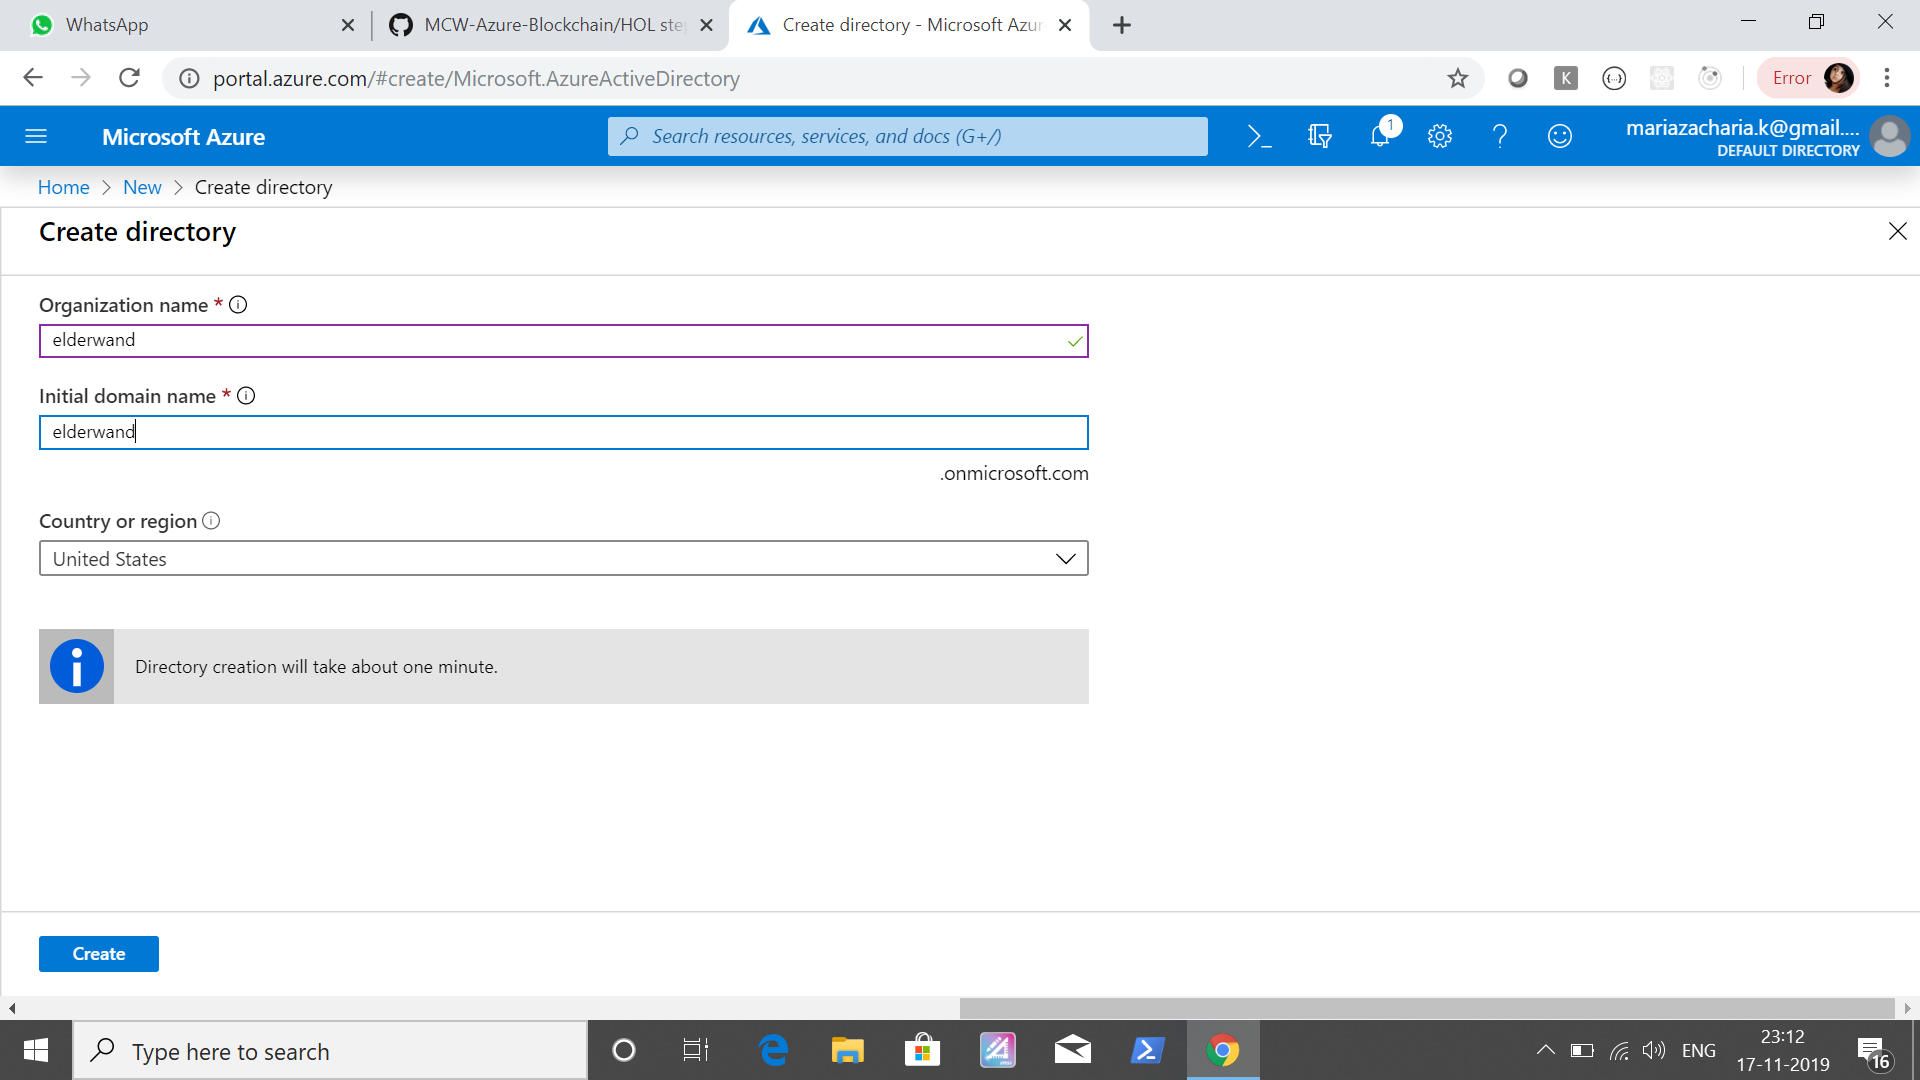 WhatsApp
MCW-Azure-Blockchain/HOL ste
Create directory - Microsoft Azur
portal.azure.com/#create/Microsoft.AzureActiveDirectory
K
Error
Microsoft Azure
Search resources, services, and docs (G+/)
1
mariazacharia.k@gmail....
DEFAULT DIRECTORY
Home > New > Create directory
Create directory
Organization name *
elderwand
Initial domain name *
elderwand
.onmicrosoft.com
Country or region
United States
Directory creation will take about one minute.
Create
Type here to search
ENG
23:12
17-11-2019
16